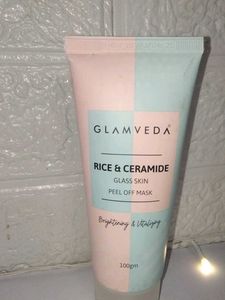 GLAMVEDA
RICE & CERAMIDE
GLASS SKIN
PEEL OFF MASK
Brightening & Vitalizing
100gm